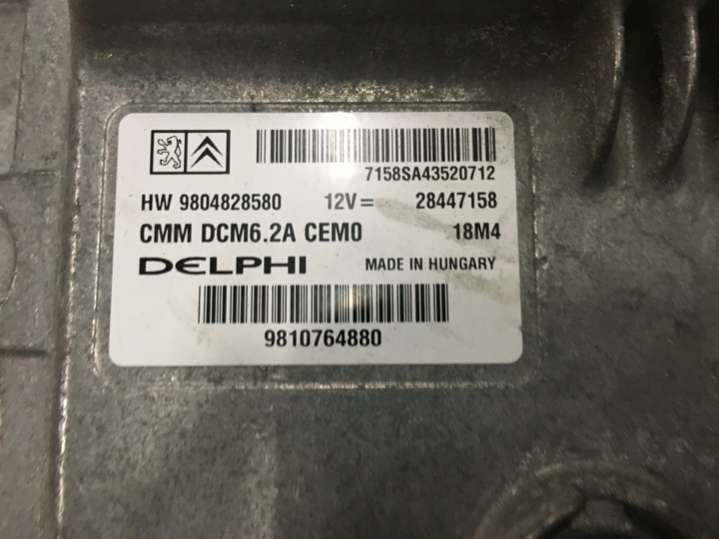 7158SA43520712
HW 9804828580 12V= 28447158
CMM DCM6.2A CEM0 18M4
DELPHI MADE IN HUNGARY
9810764880